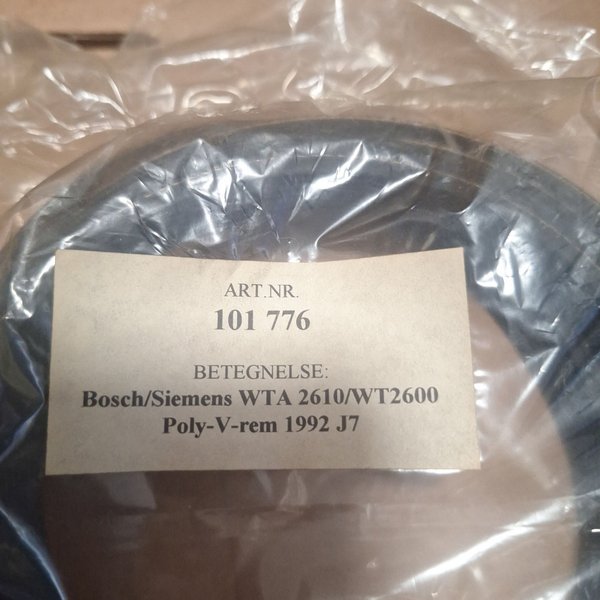 ART.NR.
101 776
BETEGNELSE:
Bosch/Siemens WTA 2610/WT2600
Poly-V-rem 1992 J7